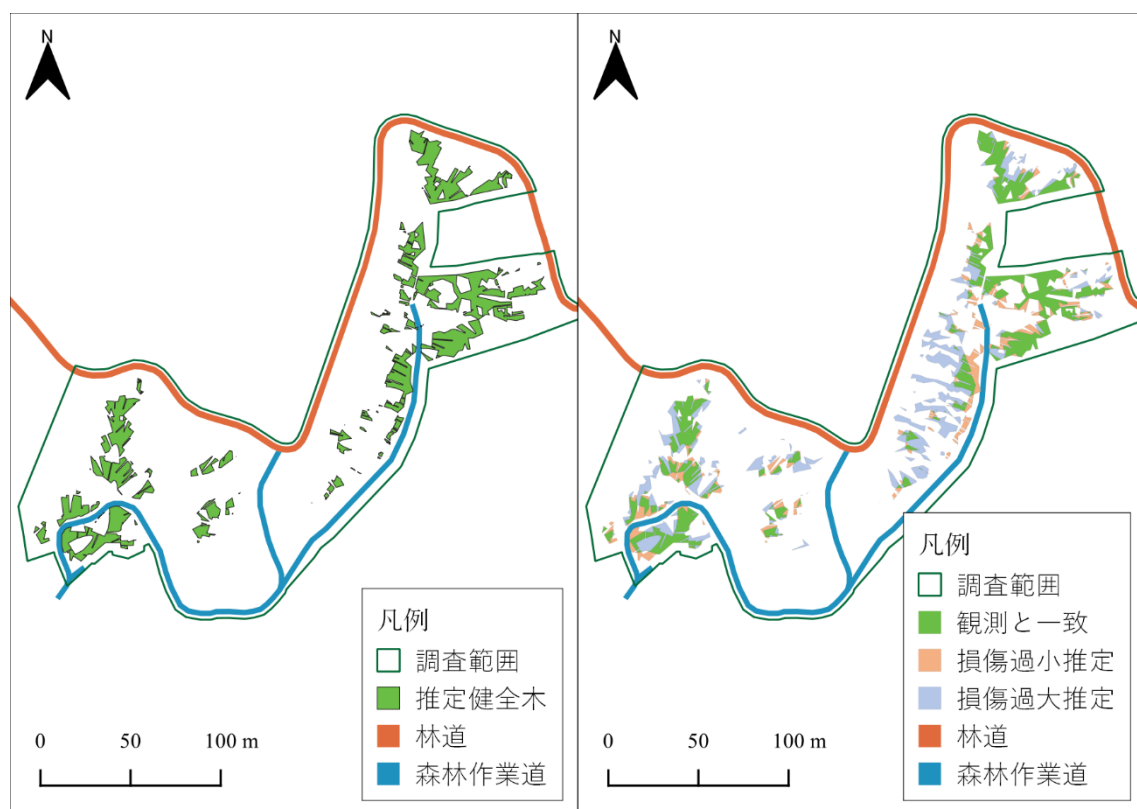 N
凡例
調査範囲
推定健全木
林道
森林作業道
0 50 100 m
N
凡例
調査範囲
観測と一致
損傷過小推定
損傷過大推定
林道
森林作業道
0 50 100 m